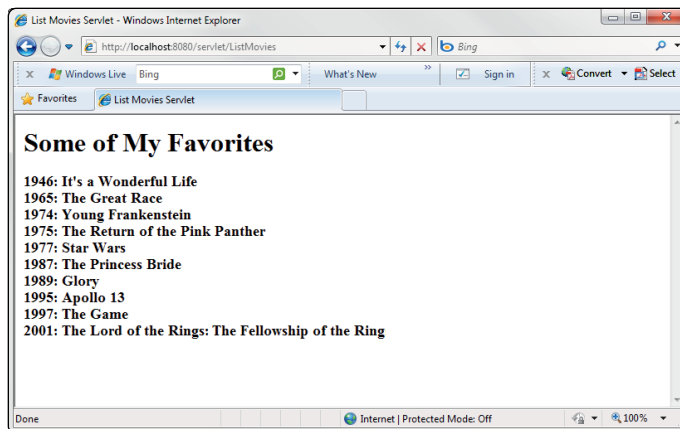 List Movies Servlet - Windows Internet Explorer
http://localhost:8080/servlet/ListMovies
Bing
x Windows Live Bing What's New » Sign in x Convert Select
Favorites List Movies Servlet
Some of My Favorites
1946: It's a Wonderful Life
1965: The Great Race
1974: Young Frankenstein
1975: The Return of the Pink Panther
1977: Star Wars
1987: The Princess Bride
1989: Glory
1995: Apollo 13
1997: The Game
2001: The Lord of the Rings: The Fellowship of the Ring
Done Internet | Protected Mode: Off 100%